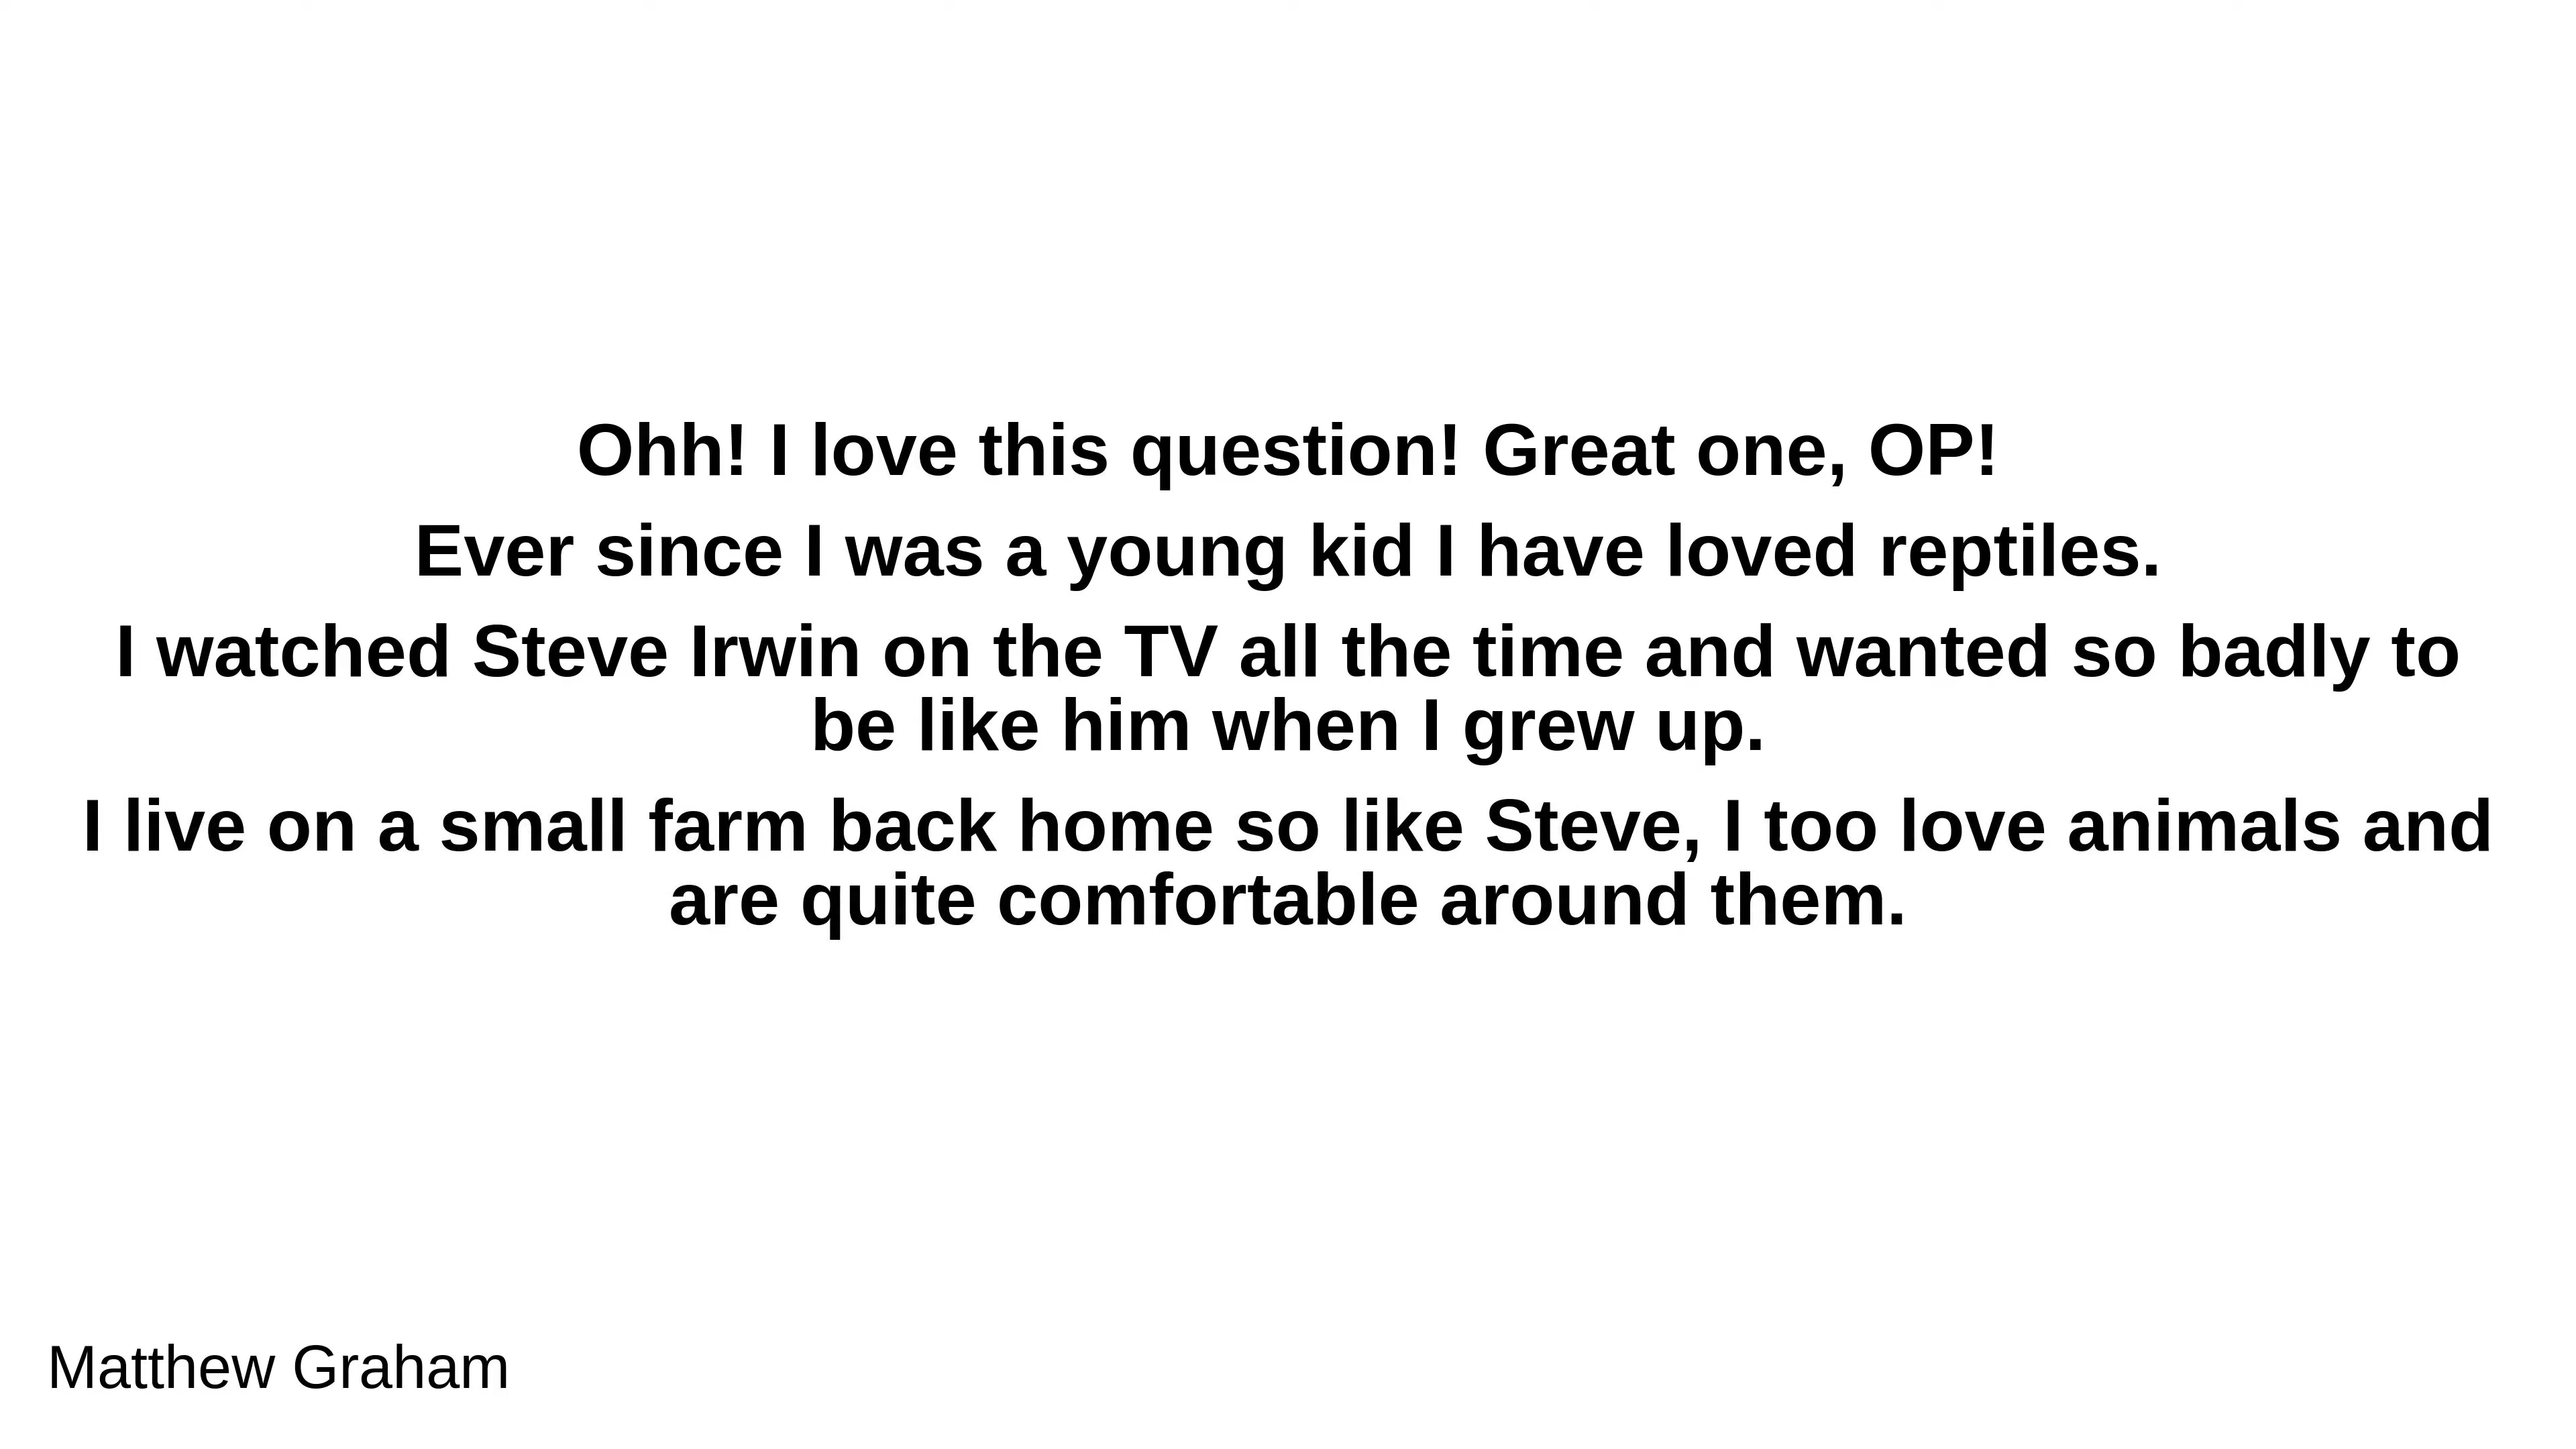 Ohh! I love this question! Great one, OP!
Ever since I was a young kid I have loved reptiles.
I watched Steve Irwin on the TV all the time and wanted so badly to
be like him when I grew up.
I live on a small farm back home so like Steve, I too love animals and
are quite comfortable around them.
Matthew Graham